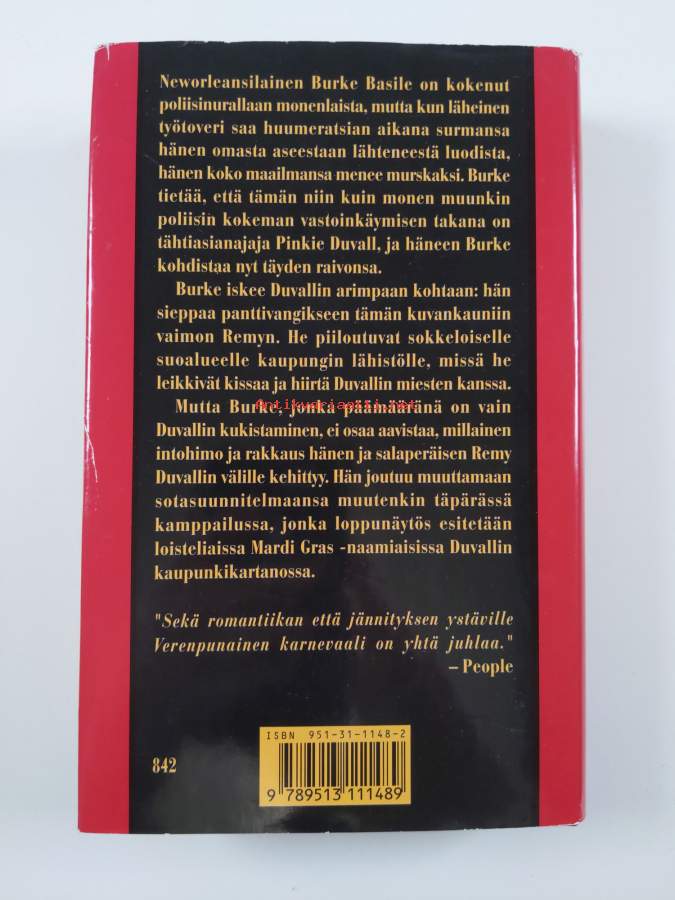 Neworleansilainen Burke Basile on kokenut
poliisinurallaan monenlaista, mutta kun läheinen
työtoveri saa huumeratsian aikana surmansa
hänen omasta aseestaan lähteneestä luodista,
hänen koko maailmansa menee murskaksi. Burke
tietää, että tämän niin kuin monen muunkin
poliisin kokeman vastoinkäymisen takana on
tähtiasianajaja Pinkie Duvall, ja häneen Burke
kohdistaa nyt täyden raivonsa.
Burke iskee Duvallin arimpaan kohtaan: hän
sieppaa panttivangikseen tämän kuvankauniin
vaimon Remyn. He piiloutuvat sokkeloiselle
suoalueelle kaupungin lähistölle, missä he
leikkivät kissaa ja hiirtä Duvallin miesten kanssa.
Antikvariaatti.net
Mutta Burke, jonka päämääränä on vain
Duvallin kukistaminen, ei osaa aavistaa, millainen
intohimo ja rakkaus hänen ja salaperäisen Remy
Duvallin välille kehittyy. Hän joutuu muuttamaan
sotasuunnitelmaansa muutenkin täpärässä
kamppailussa, jonka loppunäytös esitetään
loisteliaissa Mardi Gras -naamiaisissa Duvallin
kaupunkikartanossa.
"Sekä romantiikan että jännityksen ystäville
Verenpunainen karnevaali on yhtä juhlaa."
– People
ISBN 951-31-1148-2
842
9 789513 111489